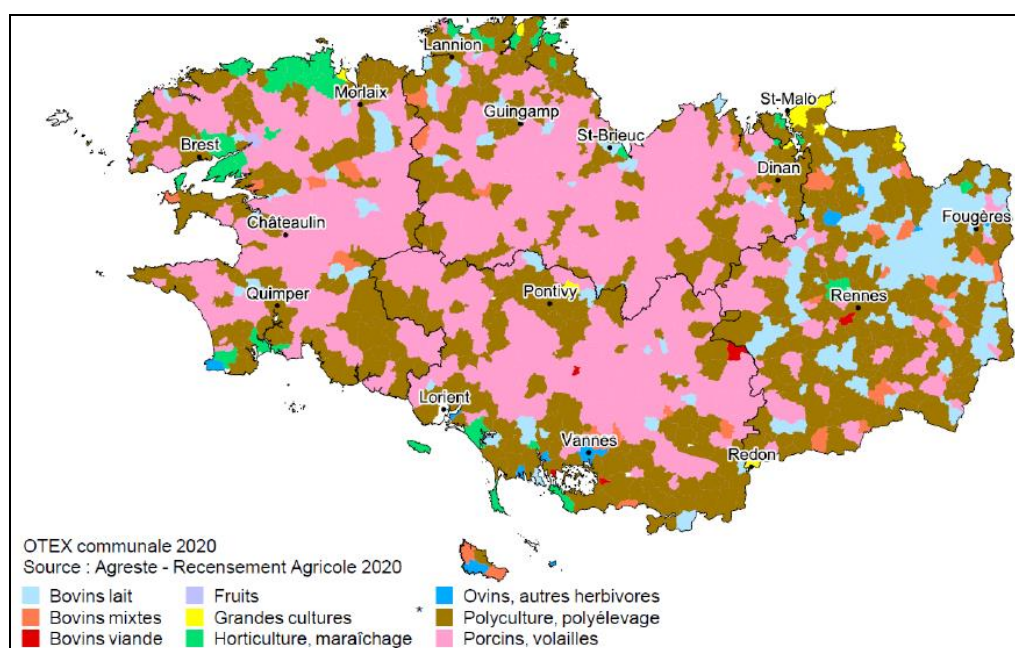 Lannion
Morlaix
Guingamp
St-Malo
St-Brieuc
Brest
Dinan
Châteaulin
Fougères
Quimper
Pontivy
Rennes
Lorient
Vannes
Redon
OTEX communale 2020
Source : Agreste - Recensement Agricole 2020
Bovins lait
Fruits
Ovins, autres herbivores
Bovins mixtes
Grandes cultures
* Polyculture, polyélevage
Bovins viande
Horticulture, maraîchage
Porcins, volailles